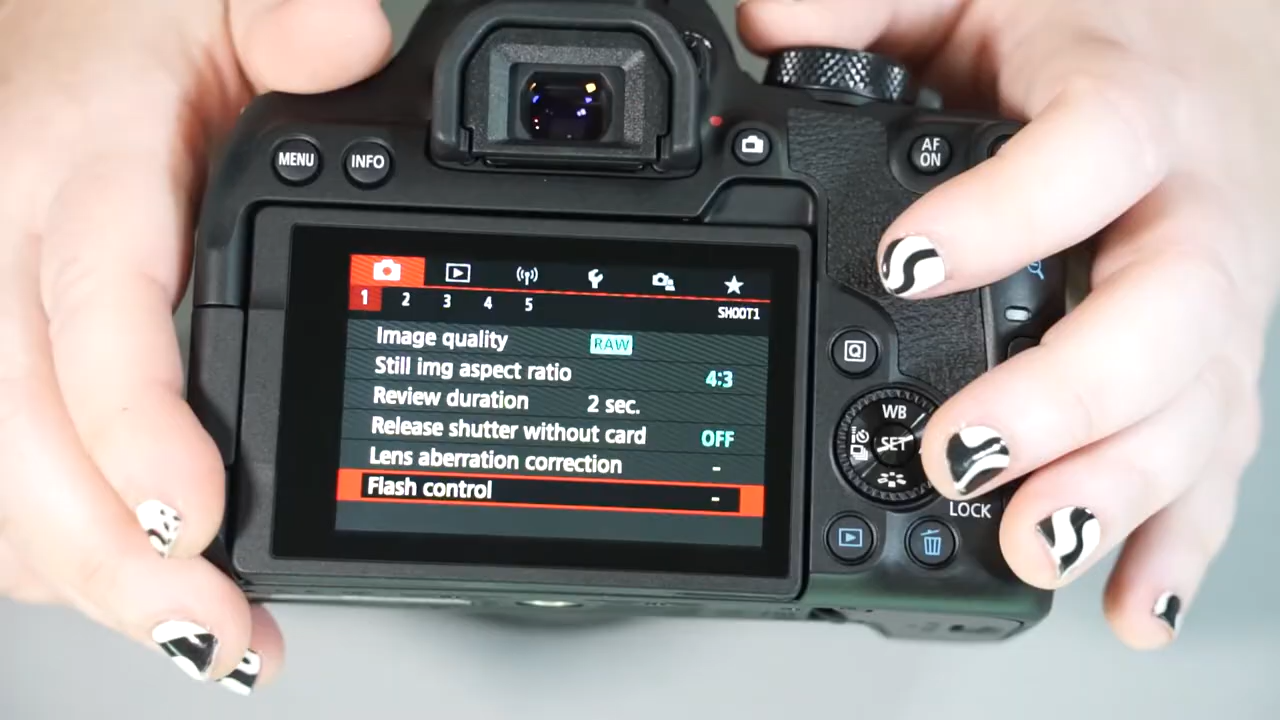 MENU
INFO
AF
ON
1 2 3 4 5
SHOOT1
Image quality RAW
Still img aspect ratio 4:3
Review duration 2 sec.
Release shutter without card OFF
Lens aberration correction -
Flash control -
Q
WB
SET
LOCK